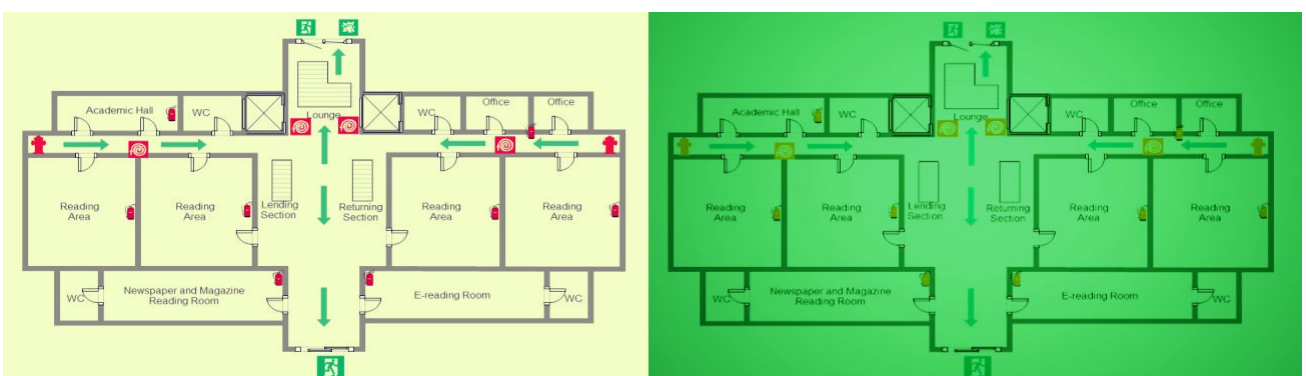 Academic Hall
WC
Lounge
WC
Office
Office
Reading
Area
Reading
Area
Lending
Section
Returning
Section
Reading
Area
Reading
Area
WC
Newspaper and Magazine
Reading Room
E-reading Room
WC
Academic Hall
WC
Lounge
WC
Office
Office
Reading
Area
Reading
Area
Lending
Section
Returning
Section
Reading
Area
Reading
Area
WC
Newspaper and Magazine
Reading Room
E-reading Room
WC